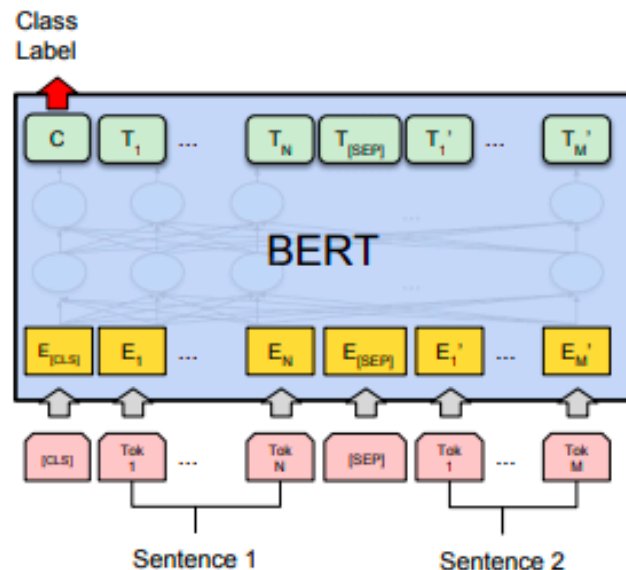 Class
Label
C T1 ... TN T[SEP] T1' ... TM'
...
BERT
...
E[CLS] E1 ... EN E[SEP] E1' ... EM'
[CLS] Tok 1 ... Tok N [SEP] Tok 1 ... Tok M
Sentence 1 Sentence 2